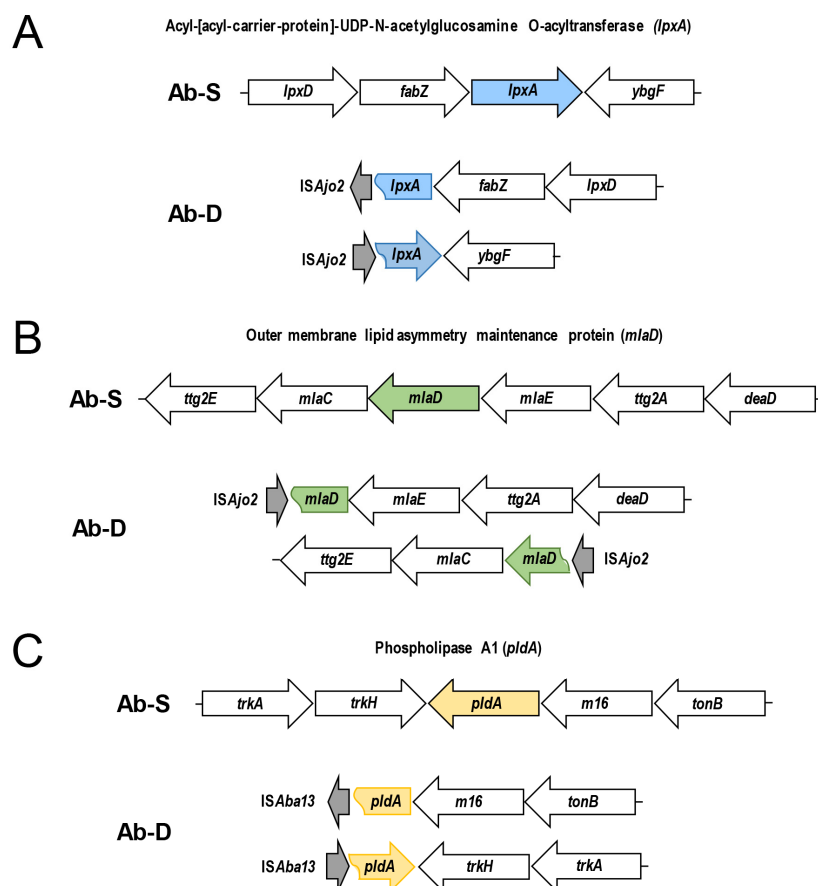 A
Acyl-[acyl-carrier-protein]-UDP-N-acetylglucosamine O-acyltransferase (lpxA)
Ab-S lpxD fabZ lpxA ybgF
ISAjo2 lpxA fabZ lpxD
Ab-D
ISAjo2 lpxA ybgF
B
Outer membrane lipid asymmetry maintenance protein (mlaD)
Ab-S ttg2E mlaC mlaD mlaE ttg2A deaD
ISAjo2 mlaD mlaE ttg2A deaD
Ab-D
ttg2E mlaC mlaD ISAjo2
C
Phospholipase A1 (pldA)
Ab-S trkA trkH pldA m16 tonB
ISAba13 pldA m16 tonB
Ab-D
ISAba13 pldA trkH trkA